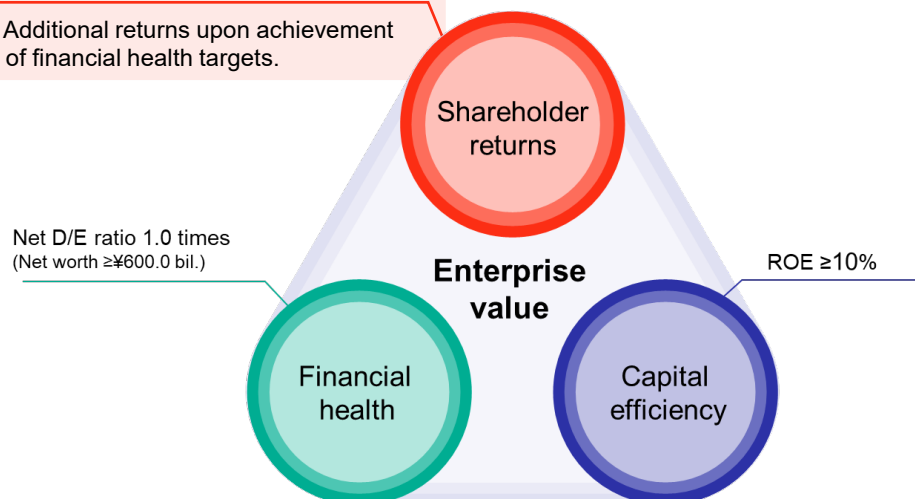 Additional returns upon achievement
of financial health targets.
Shareholder
returns
Net D/E ratio 1.0 times
(Net worth ≥¥600.0 bil.)
Enterprise
value
ROE ≥10%
Financial
health
Capital
efficiency